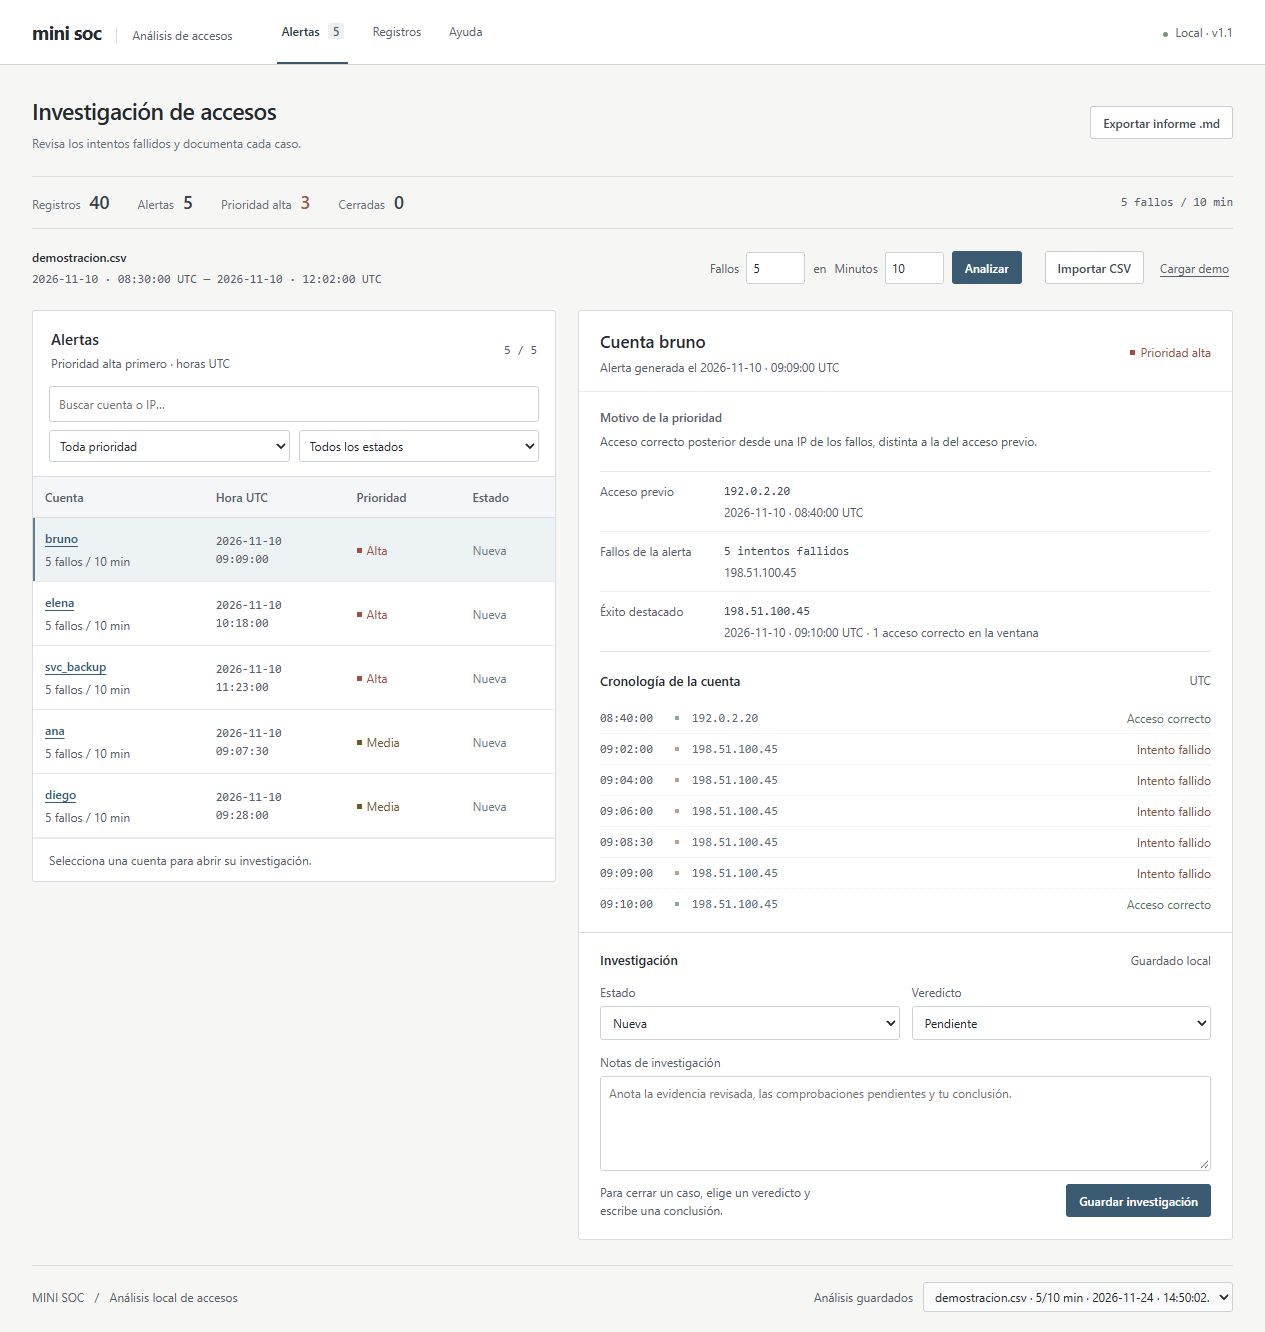 mini soc
Análisis de accesos
Alertas 5
Registros
Ayuda
Local · v1.1
Investigación de accesos
Revisa los intentos fallidos y documenta cada caso.
Exportar informe .md
Registros 40
Alertas 5
Prioridad alta 3
Cerradas 0
5 fallos / 10 min
demostracion.csv
2026-11-10 · 08:30:00 UTC — 2026-11-10 · 12:02:00 UTC
Fallos 5 en Minutos 10
Analizar
Importar CSV
Cargar demo
Alertas
Prioridad alta primero · horas UTC
5 / 5
Buscar cuenta o IP...
Toda prioridad
Todos los estados
Cuenta Hora UTC Prioridad Estado
bruno
5 fallos / 10 min
2026-11-10
09:09:00
Alta
Nueva
elena
5 fallos / 10 min
2026-11-10
10:18:00
Alta
Nueva
svc_backup
5 fallos / 10 min
2026-11-10
11:23:00
Alta
Nueva
ana
5 fallos / 10 min
2026-11-10
09:07:30
Media
Nueva
diego
5 fallos / 10 min
2026-11-10
09:28:00
Media
Nueva
Selecciona una cuenta para abrir su investigación.
Cuenta bruno
Alerta generada el 2026-11-10 · 09:09:00 UTC
Prioridad alta
Motivo de la prioridad
Acceso correcto posterior desde una IP de los fallos, distinta a la del acceso previo.
Acceso previo
192.0.2.20
2026-11-10 · 08:40:00 UTC
Fallos de la alerta
5 intentos fallidos
198.51.100.45
Éxito destacado
198.51.100.45
2026-11-10 · 09:10:00 UTC · 1 acceso correcto en la ventana
Cronología de la cuenta
UTC
08:40:00 192.0.2.20 Acceso correcto
09:02:00 198.51.100.45 Intento fallido
09:04:00 198.51.100.45 Intento fallido
09:06:00 198.51.100.45 Intento fallido
09:08:30 198.51.100.45 Intento fallido
09:09:00 198.51.100.45 Intento fallido
09:10:00 198.51.100.45 Acceso correcto
Investigación
Guardado local
Estado
Nueva
Veredicto
Pendiente
Notas de investigación
Anota la evidencia revisada, las comprobaciones pendientes y tu conclusión.
Para cerrar un caso, elige un veredicto y
escribe una conclusión.
Guardar investigación
MINI SOC / Análisis local de accesos
Análisis guardados
demostracion.csv · 5/10 min · 2026-11-24 · 14:50:02.